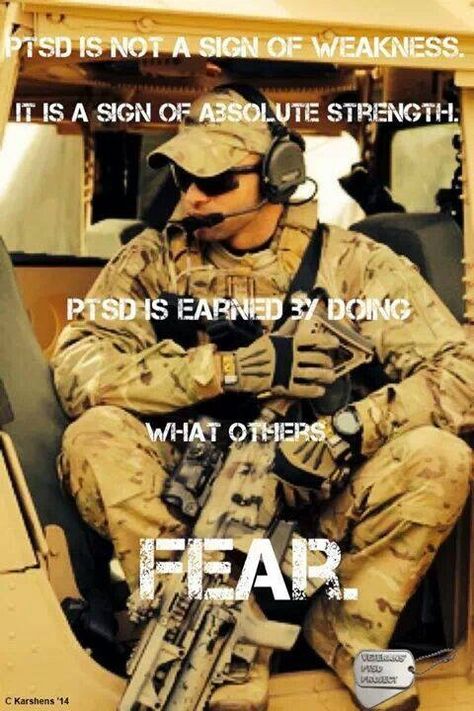 PTSD IS NOT A SIGN OF WEAKNESS.
IT IS A SIGN OF ABSOLUTE STRENGTH.
PTSD IS EARNED BY DOING
WHAT OTHERS
FEAR.
VETERANS'
PTSD
PROJECT
C Karshens '14